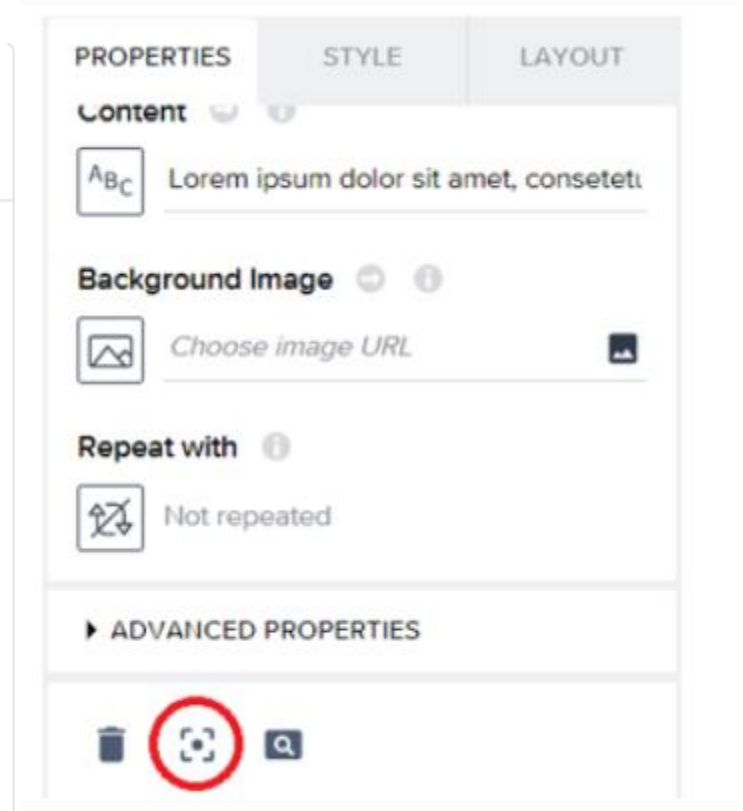 PROPERTIES STYLE LAYOUT
Content
ABC Lorem ipsum dolor sit amet,
Background Image
Choose image URL
Repeat with
Not repeated
ADVANCED PROPERTIES